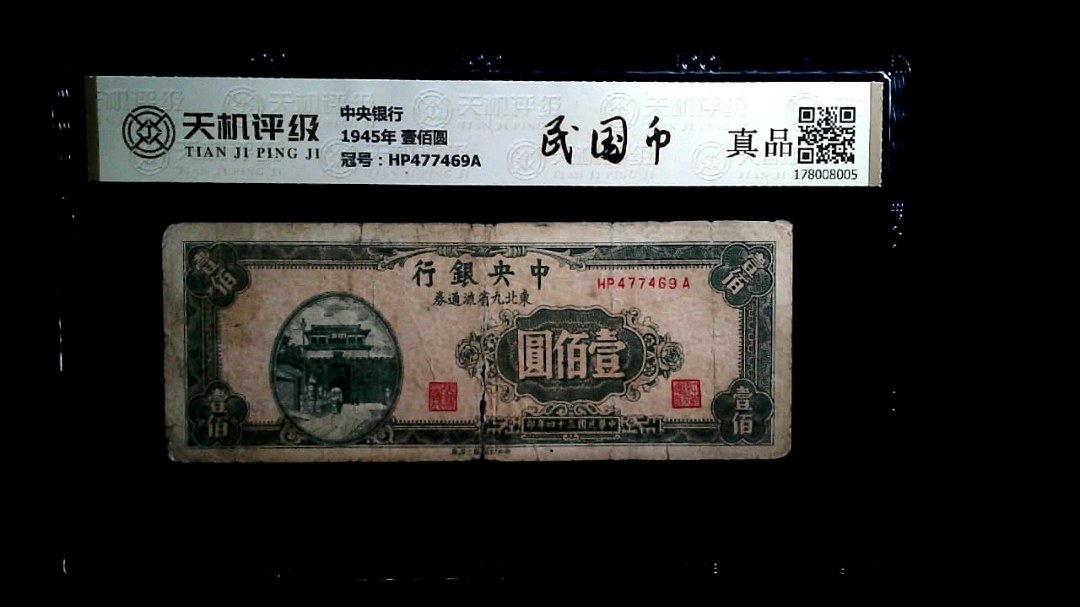 天机评级
TIAN JI PING JI
中央银行
1945年 壹佰圆
冠号：HP477469A
民国币
真品
178008005
壹佰
壹佰
行銀央中
HP477469A
券通流省九北東
圓佰壹
印年四十三國民華中
壹佰
壹佰